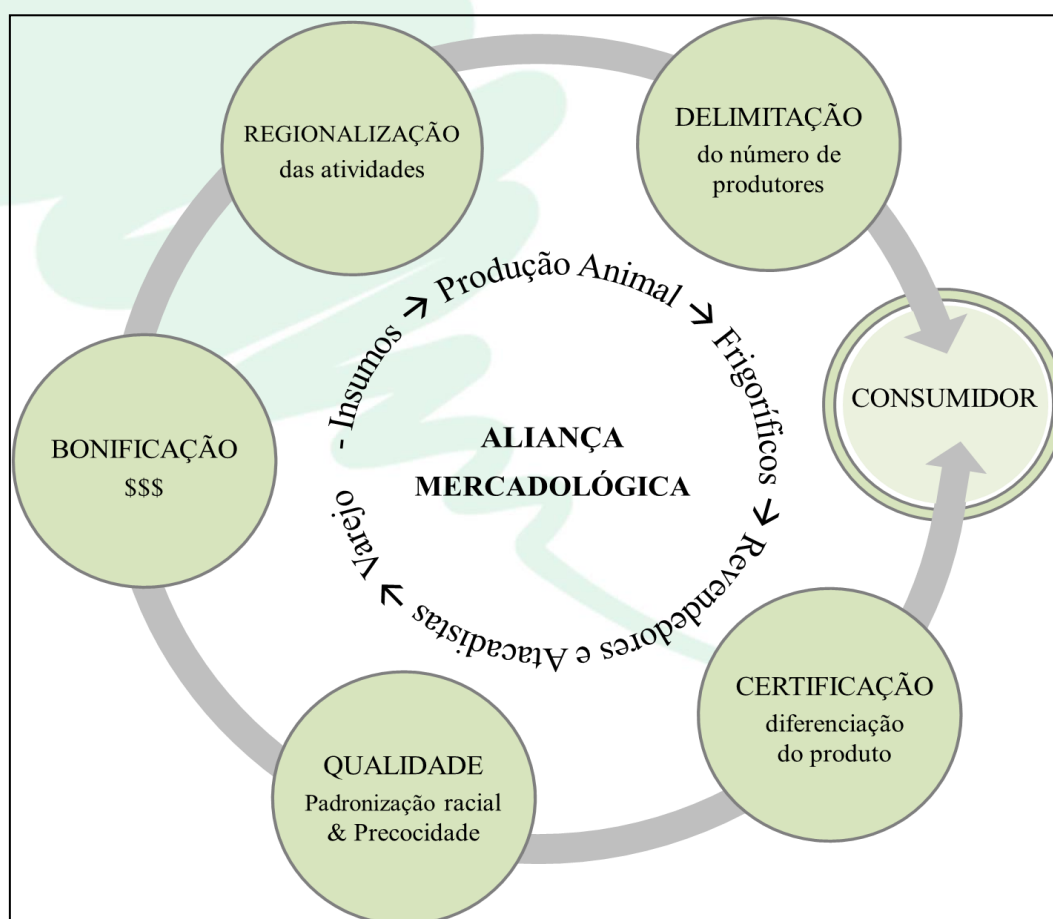 REGIONALIZAÇÃO
das atividades
DELIMITAÇÃO
do número de
produtores
CONSUMIDOR
BONIFICAÇÃO
$$$
- Insumos → Produção Animal → Frigoríficos → Revendedores e Atacadistas → Varejo
ALIANÇA
MERCADOLÓGICA
CERTIFICAÇÃO
diferenciação
do produto
QUALIDADE
Padronização racial
& Precocidade